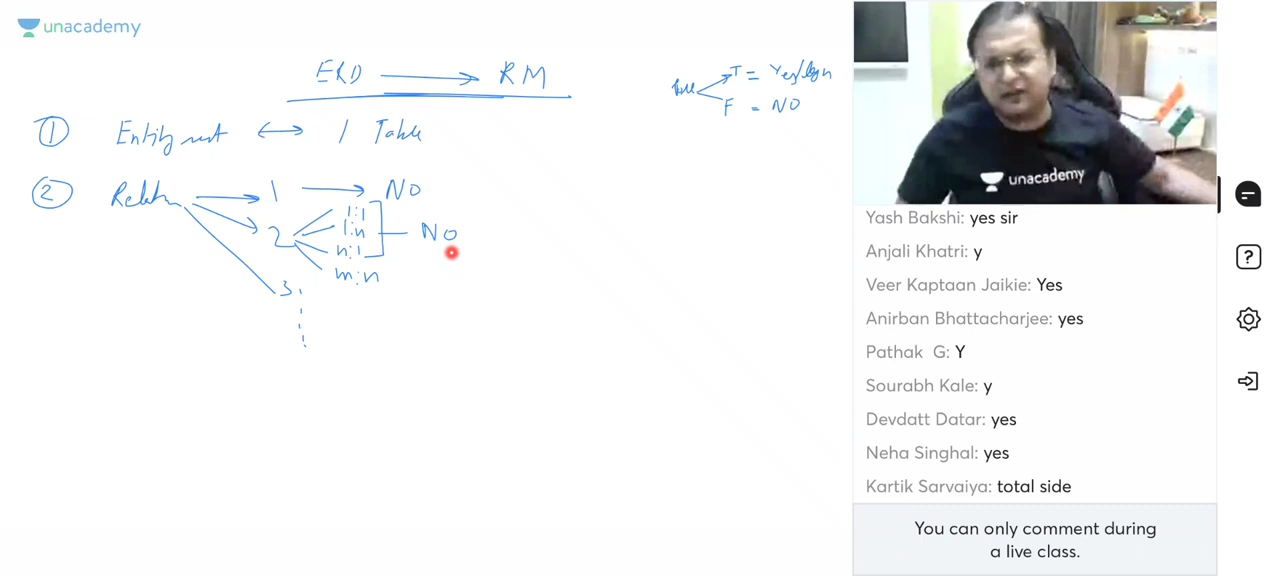 unacademy
ERD → RM
T = Yes/
F = NO
① Entity set ↔ 1 Table
② Relation → 1 → NO
2
1:1
1:n
n:1
NO
m:n
3
unacademy
Yash Bakshi: yes sir
Anjali Khatri: y
Veer Kaptaan Jaikie: Yes
Anirban Bhattacharjee: yes
Pathak G: Y
Sourabh Kale: y
Devdatt Datar: yes
Neha Singhal: yes
Kartik Sarvaiya: total side
You can only comment during
a live class.